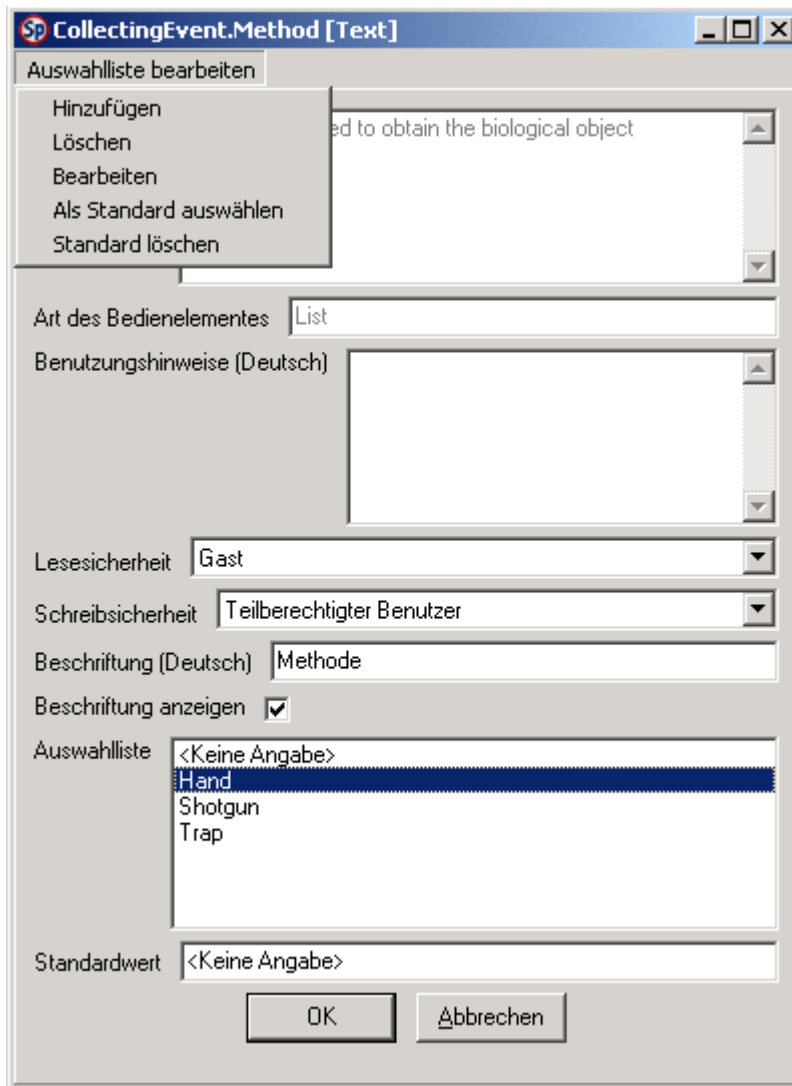 Sp CollectingEvent.Method [Text]
Auswahlliste bearbeiten
Hinzufügen
Löschen
Bearbeiten
Als Standard auswählen
Standard löschen
to obtain the biological object
Art des Bedienelementes List
Benutzungshinweise (Deutsch)
Lesesicherheit Gast
Schreibsicherheit Teilberechtigter Benutzer
Beschriftung (Deutsch) Methode
Beschriftung anzeigen
Auswahlliste <Keine Angabe>
Hand
Shotgun
Trap
Standardwert <Keine Angabe>
OK Abbrechen